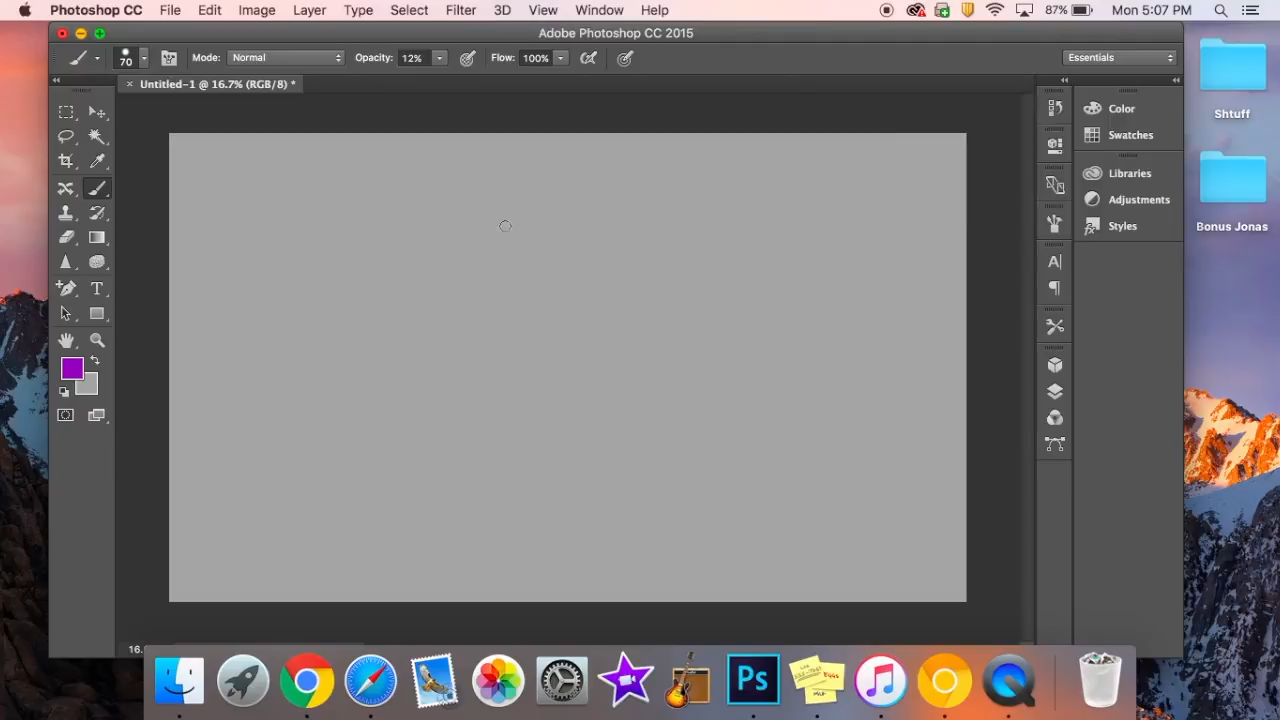 Photoshop CC File Edit Image Layer Type Select Filter 3D View Window Help 87% Mon 5:07 PM
Adobe Photoshop CC 2015
70 Mode: Normal Opacity: 12% Flow: 100% Essentials
Untitled-1 @ 16.7% (RGB/8) *
Color
Swatches
Libraries
Adjustments
Styles
Shtuff
Bonus Jonas
16.
Ps